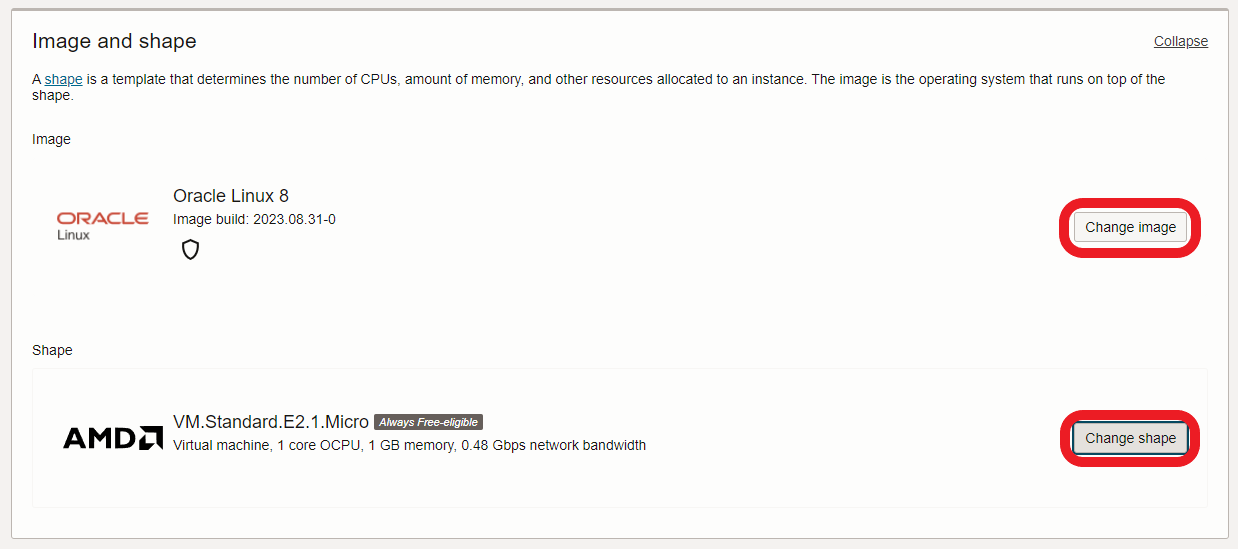 Image and shape
Collapse
A shape is a template that determines the number of CPUs, amount of memory, and other resources allocated to an instance. The image is the operating system that runs on top of the
shape.
Image
ORACLE
Linux
Oracle Linux 8
Image build: 2023.08.31-0
Change image
Shape
AMD
VM.Standard.E2.1.Micro Always Free-eligible
Virtual machine, 1 core OCPU, 1 GB memory, 0.48 Gbps network bandwidth
Change shape